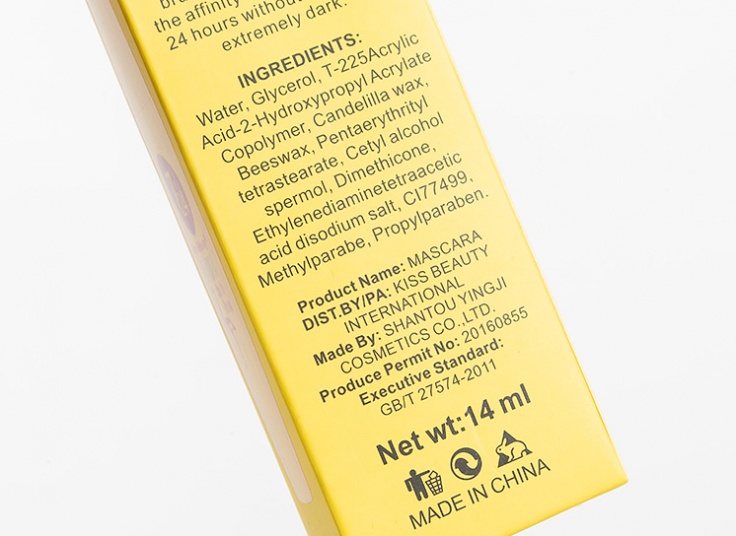 the affinity
24 hours without
extremely dark.
INGREDIENTS:
Water, Glycerol, T-225Acrylic
Acid-2-Hydroxypropyl Acrylate
Copolymer, Candelilla wax,
Beeswax, Pentaerythrityl
tetrastearate, Cetyl alcohol
spermol, Dimethicone,
Ethylenediaminetetraacetic
acid disodium salt, CI77499,
Methylparabe, Propylparaben.
Product Name: MASCARA
DIST.BY/PA: KISS BEAUTY
INTERNATIONAL
Made By: SHANTOU YINGJI
COSMETICS CO.,LTD.
Produce Permit No: 20160855
Executive Standard:
GB/T 27574-2011
Net wt:14 ml
MADE IN CHINA